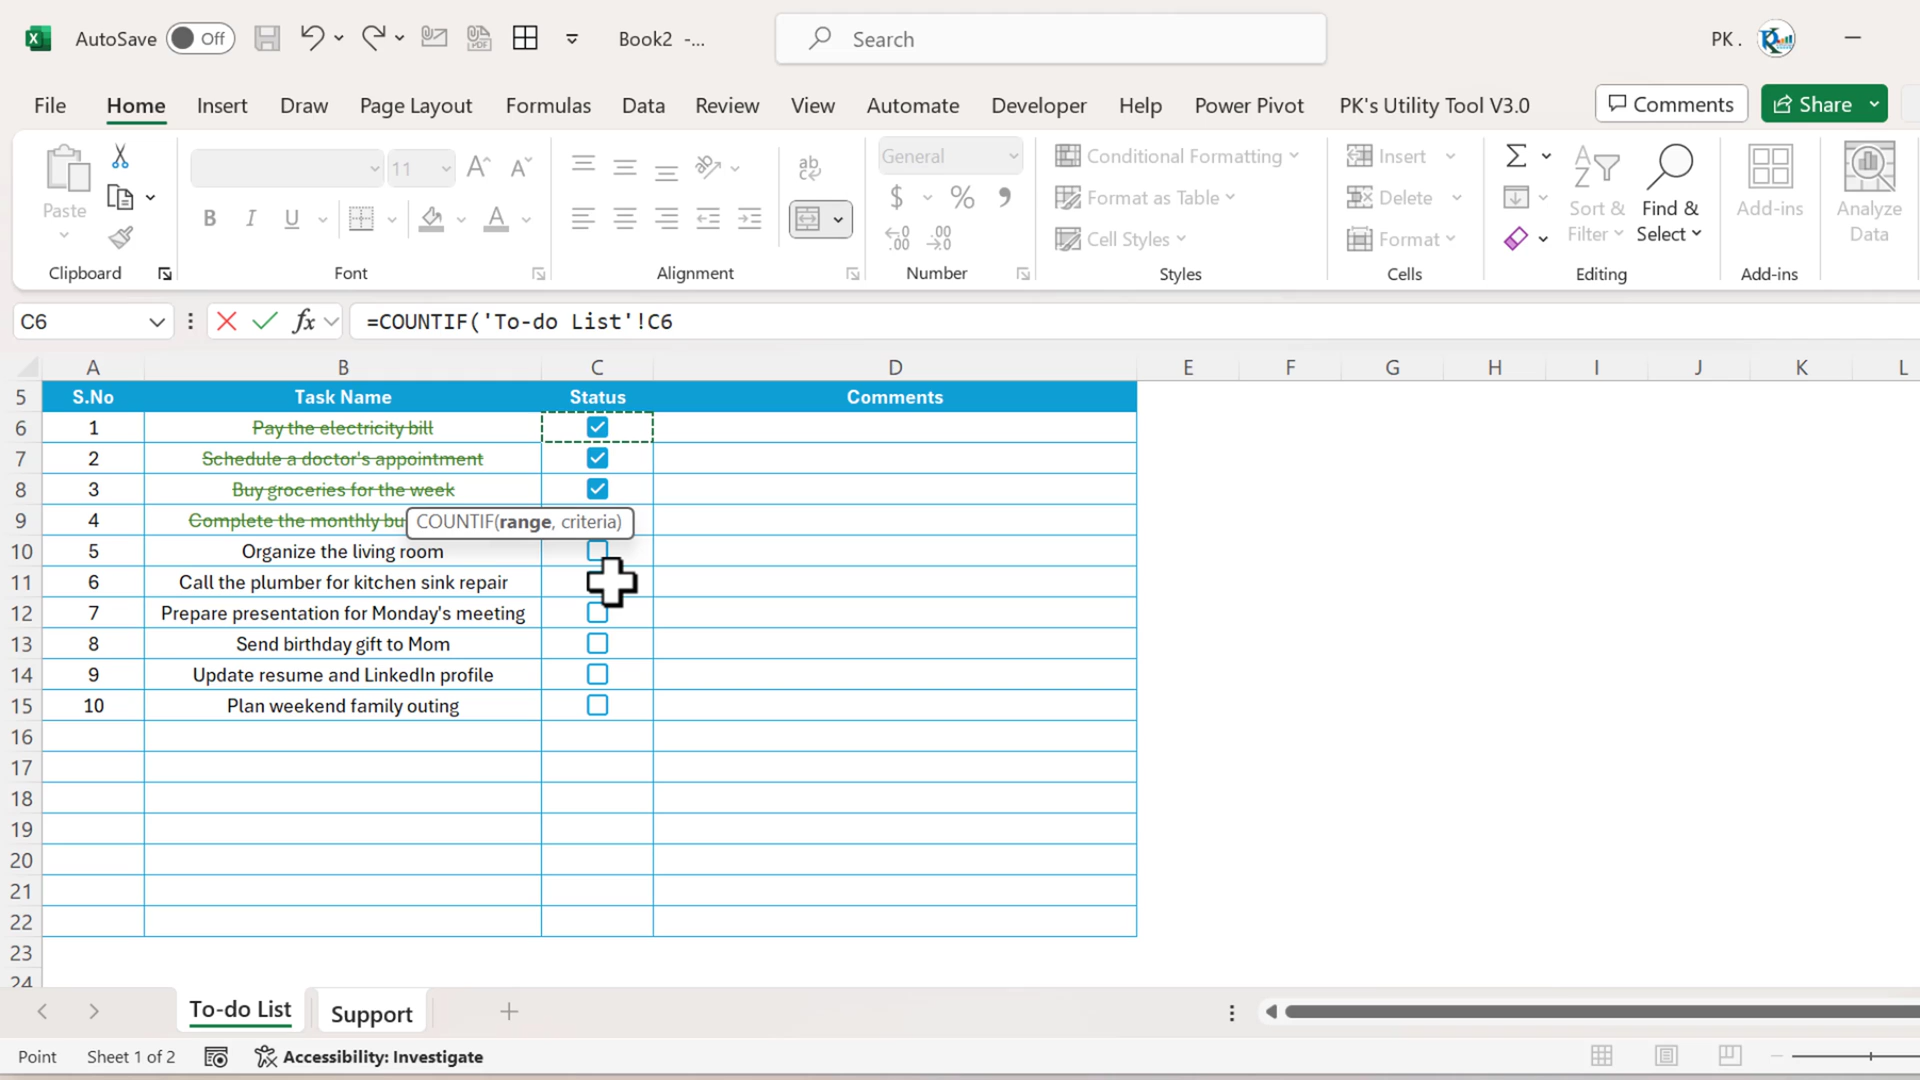 AutoSave Off Book2 -... Search PK .
File Home Insert Draw Page Layout Formulas Data Review View Automate Developer Help Power Pivot PK's Utility Tool V3.0 Comments Share
Paste 11 ab General Conditional Formatting Insert Sort & Filter Find & Select Add-ins Analyze Data
B I U $ % Format as Table Delete
Cell Styles Format
Clipboard Font Alignment Number Styles Cells Editing Add-ins
C6 fx =COUNTIF('To-do List'!C6
A B C D E F G H I J K L
5 S.No Task Name Status Comments
6 1 Pay the electricity bill
7 2 Schedule a doctor's appointment
8 3 Buy groceries for the week
9 4 Complete the monthly COUNTIF(range, criteria)
10 5 Organize the living room
11 6 Call the plumber for kitchen sink repair
12 7 Prepare presentation for Monday's meeting
13 8 Send birthday gift to Mom
14 9 Update resume and LinkedIn profile
15 10 Plan weekend family outing
16
17
18
19
20
21
22
23
24
To-do List Support
Point Sheet 1 of 2 Accessibility: Investigate